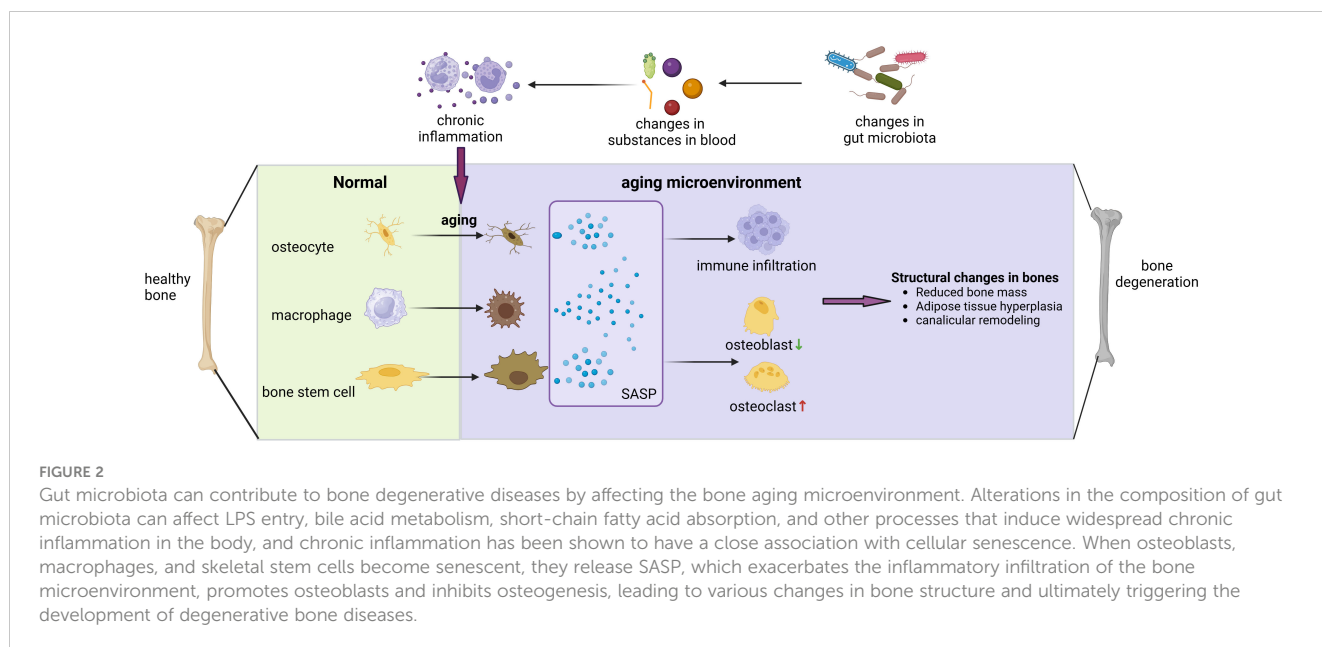 chronic
inflammation
changes in
substances in blood
changes in
gut microbiota
Normal
aging microenvironment
aging
osteocyte
immune infiltration
healthy
bone
bone
degeneration
Structural changes in bones
• Reduced bone mass
• Adipose tissue hyperplasia
• canalicular remodeling
macrophage
osteoblast↓
bone stem cell
SASP
osteoclast↑
FIGURE 2
Gut microbiota can contribute to bone degenerative diseases by affecting the bone aging microenvironment. Alterations in the composition of gut
microbiota can affect LPS entry, bile acid metabolism, short-chain fatty acid absorption, and other processes that induce widespread chronic
inflammation in the body, and chronic inflammation has been shown to have a close association with cellular senescence. When osteoblasts,
macrophages, and skeletal stem cells become senescent, they release SASP, which exacerbates the inflammatory infiltration of the bone
microenvironment, promotes osteoblasts and inhibits osteogenesis, leading to various changes in bone structure and ultimately triggering the
development of degenerative bone diseases.